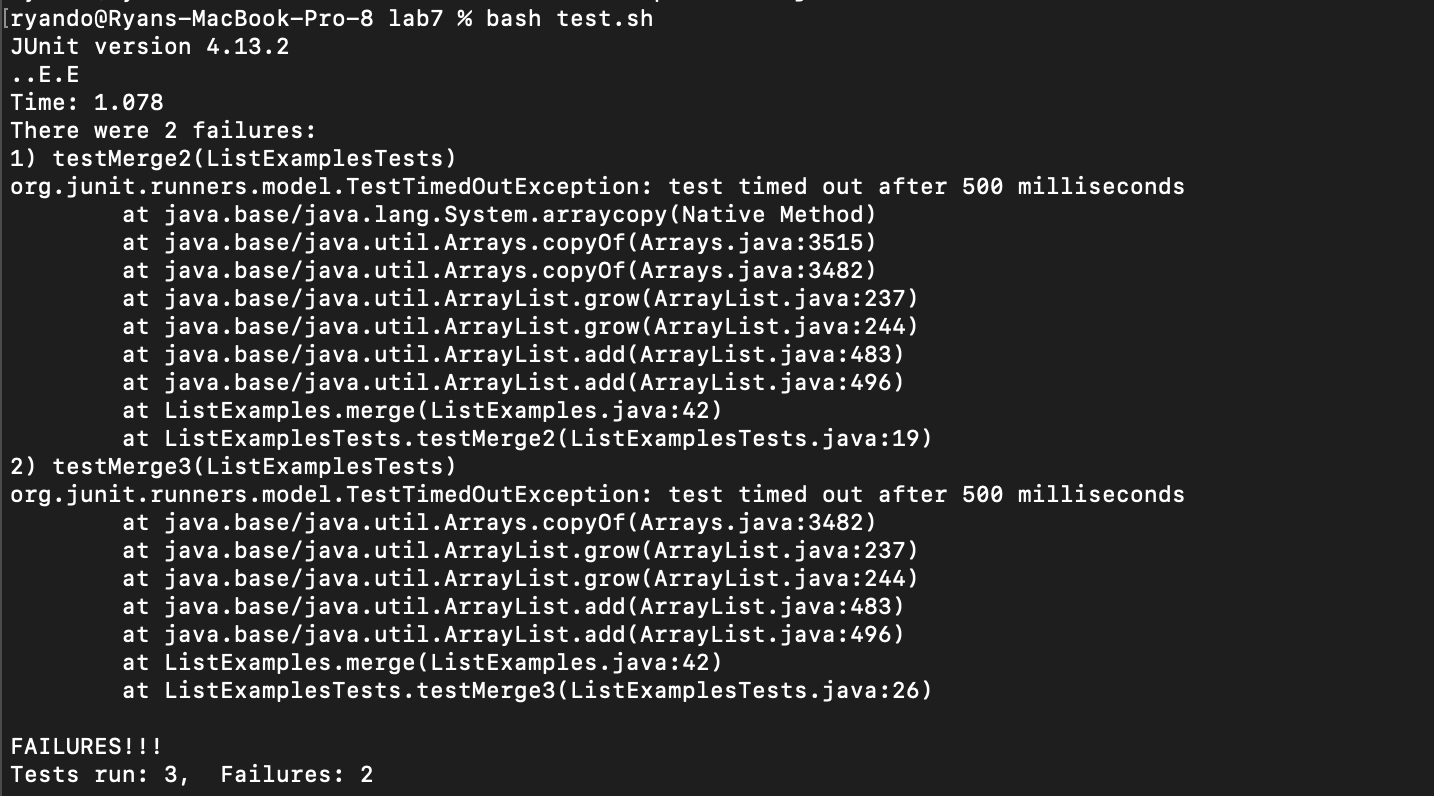 [ryando@Ryans-MacBook-Pro-8 lab7 % bash test.sh
JUnit version 4.13.2
..E.E
Time: 1.078
There were 2 failures:
1) testMerge2(ListExamplesTests)
org.junit.runners.model.TestTimedOutException: test timed out after 500 milliseconds
        at java.base/java.lang.System.arraycopy(Native Method)
        at java.base/java.util.Arrays.copyOf(Arrays.java:3515)
        at java.base/java.util.Arrays.copyOf(Arrays.java:3482)
        at java.base/java.util.ArrayList.grow(ArrayList.java:237)
        at java.base/java.util.ArrayList.grow(ArrayList.java:244)
        at java.base/java.util.ArrayList.add(ArrayList.java:483)
        at java.base/java.util.ArrayList.add(ArrayList.java:496)
        at ListExamples.merge(ListExamples.java:42)
        at ListExamplesTests.testMerge2(ListExamplesTests.java:19)
2) testMerge3(ListExamplesTests)
org.junit.runners.model.TestTimedOutException: test timed out after 500 milliseconds
        at java.base/java.util.Arrays.copyOf(Arrays.java:3482)
        at java.base/java.util.ArrayList.grow(ArrayList.java:237)
        at java.base/java.util.ArrayList.grow(ArrayList.java:244)
        at java.base/java.util.ArrayList.add(ArrayList.java:483)
        at java.base/java.util.ArrayList.add(ArrayList.java:496)
        at ListExamples.merge(ListExamples.java:42)
        at ListExamplesTests.testMerge3(ListExamplesTests.java:26)

FAILURES!!!
Tests run: 3,  Failures: 2